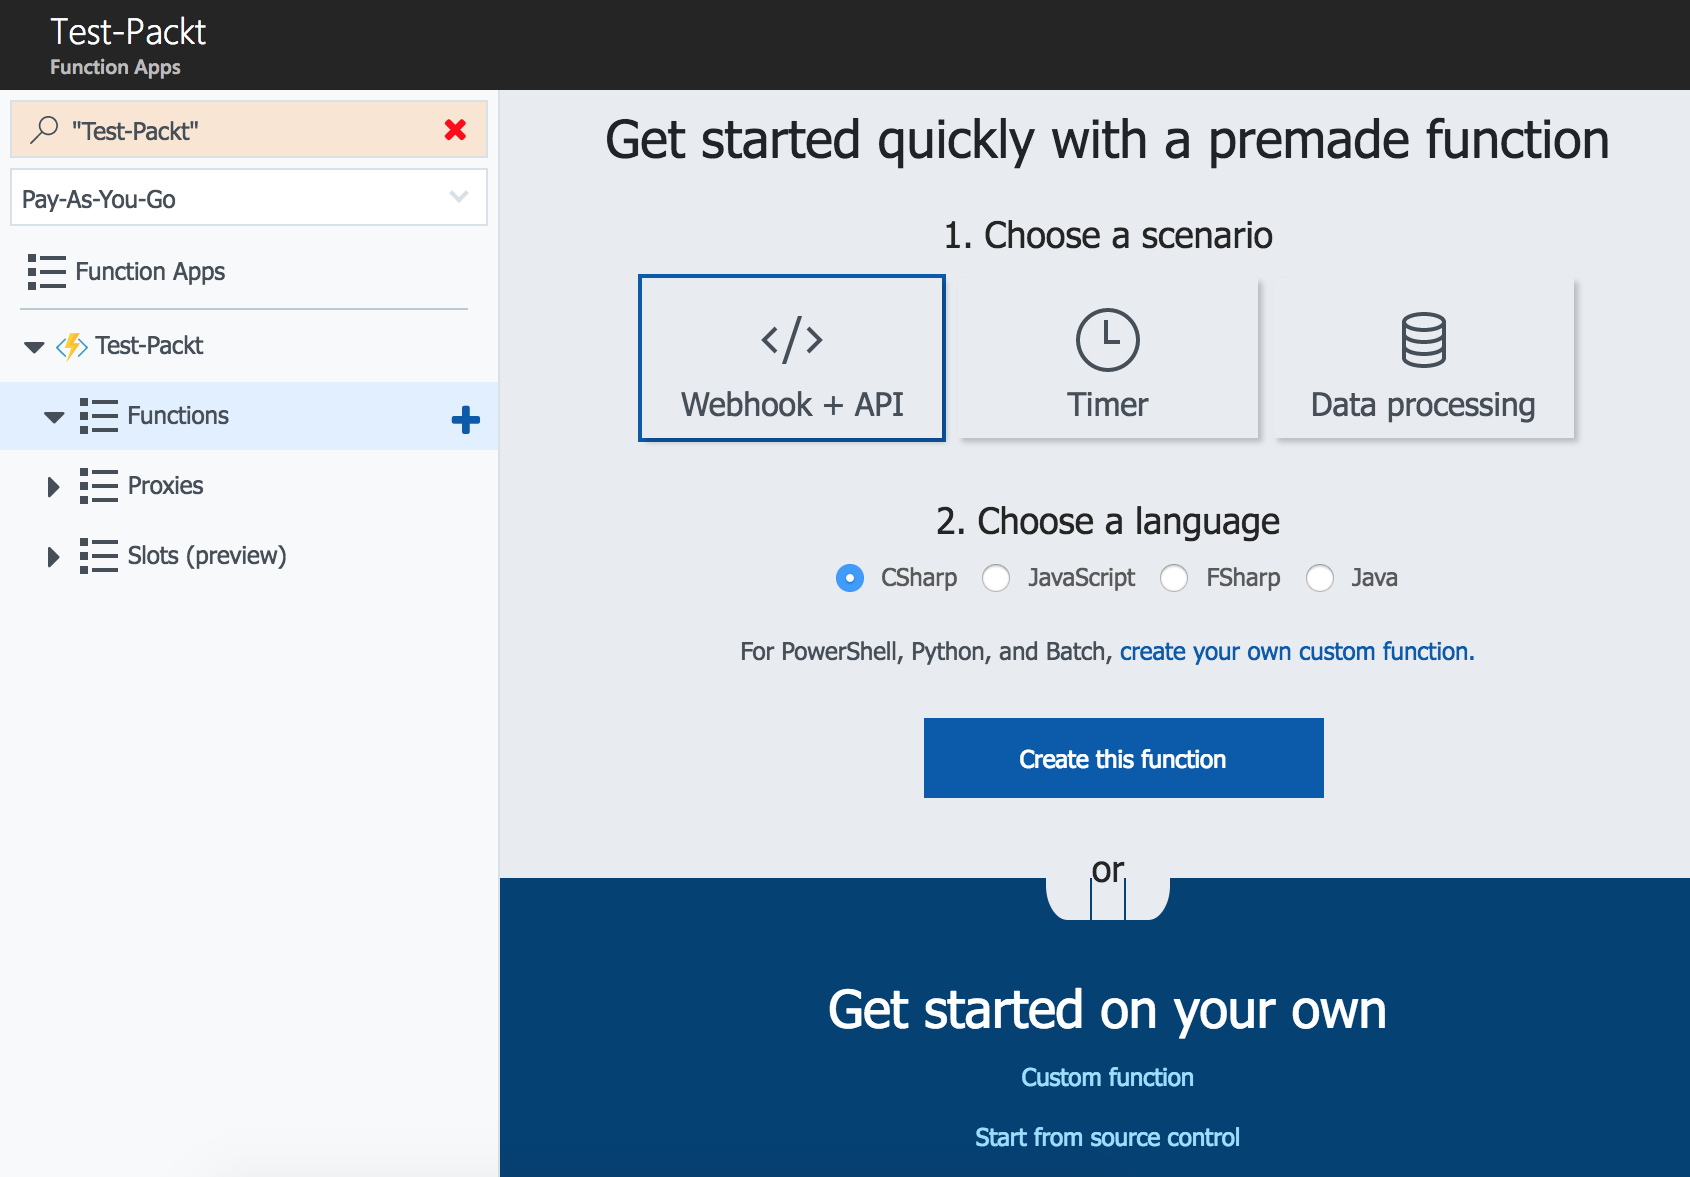 Test-Packt
Function Apps
"Test-Packt"
Pay-As-You-Go
Function Apps
Test-Packt
Functions
Proxies
Slots (preview)
Get started quickly with a premade function
1. Choose a scenario
Webhook + API
Timer
Data processing
2. Choose a language
CSharp JavaScript FSharp Java
For PowerShell, Python, and Batch, create your own custom function.
Create this function
or
Get started on your own
Custom function
Start from source control